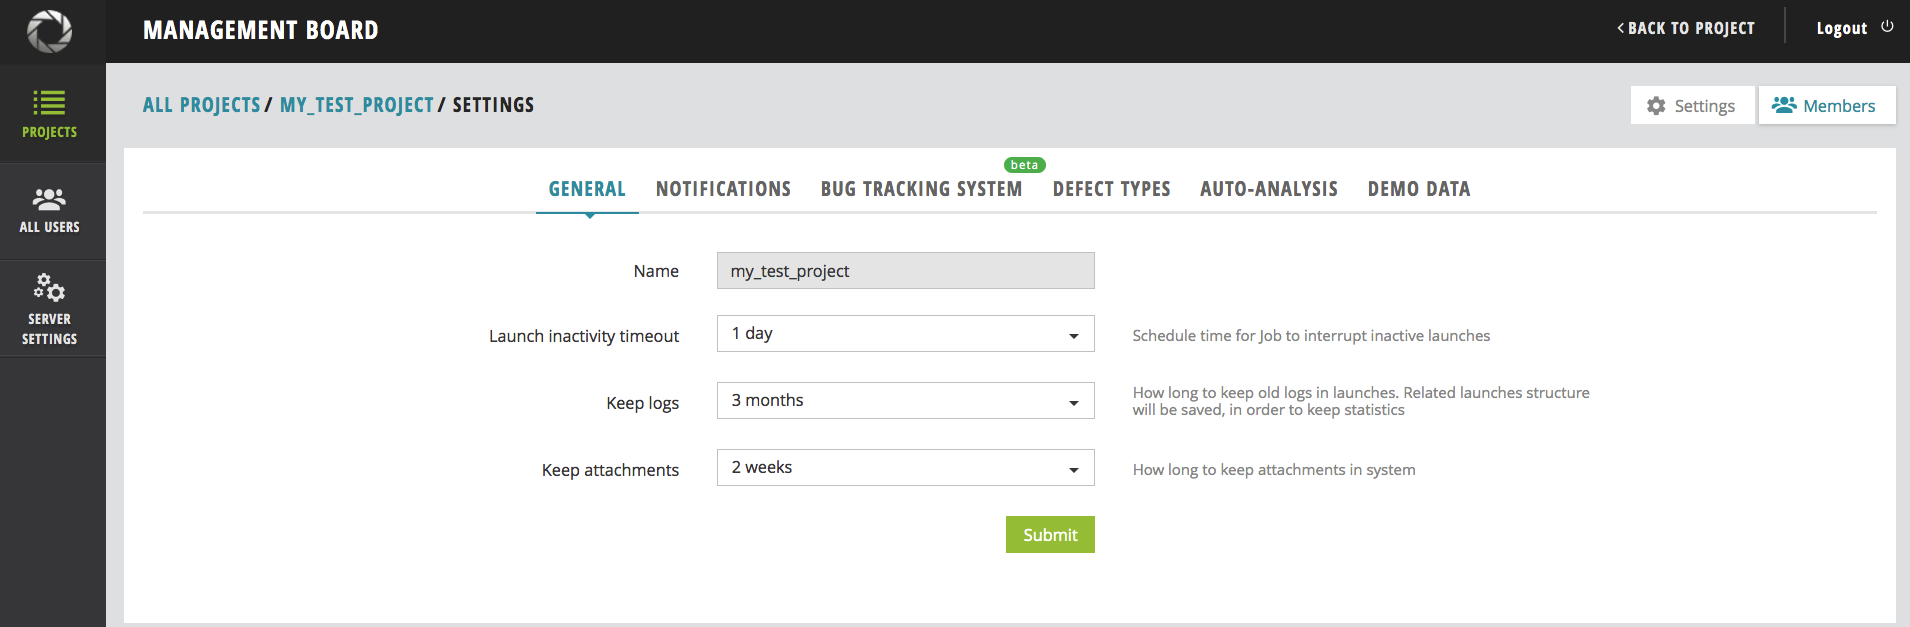 MANAGEMENT BOARD
BACK TO PROJECT
Logout
PROJECTS
ALL USERS
SERVER
SETTINGS
ALL PROJECTS / MY_TEST_PROJECT / SETTINGS
Settings
Members
beta
GENERAL NOTIFICATIONS BUG TRACKING SYSTEM DEFECT TYPES AUTO-ANALYSIS DEMO DATA
Name my_test_project
Launch inactivity timeout 1 day Schedule time for Job to interrupt inactive launches
Keep logs 3 months How long to keep old logs in launches. Related launches structure
will be saved, in order to keep statistics
Keep attachments 2 weeks How long to keep attachments in system
Submit